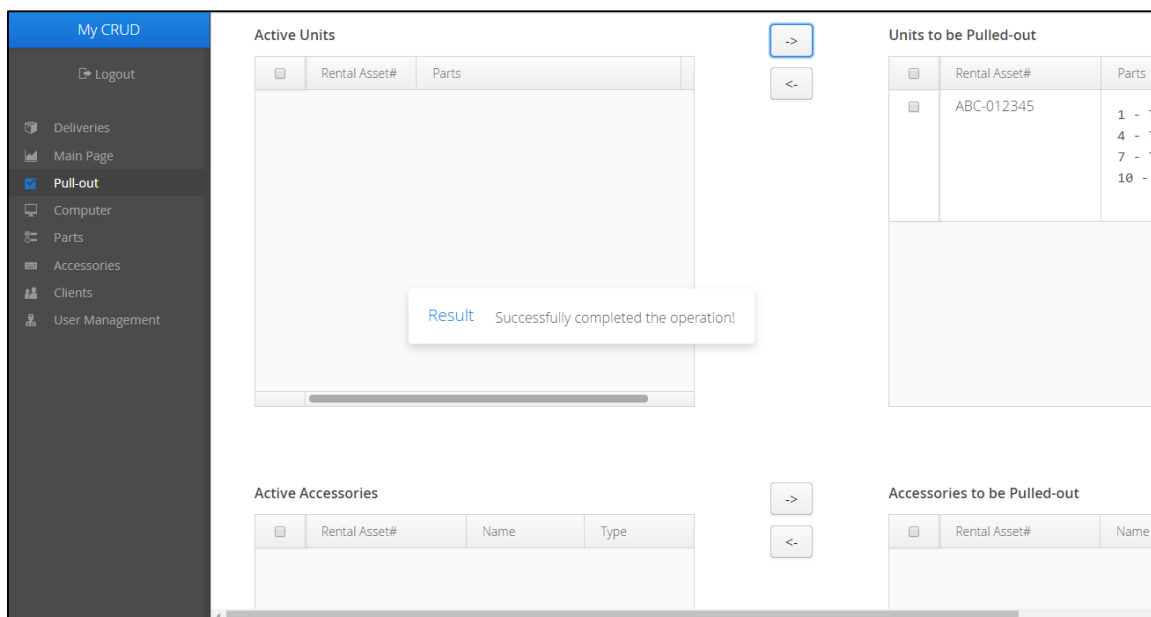 My CRUD
Logout
Deliveries
Main Page
Pull-out
Computer
Parts
Accessories
Clients
User Management
Active Units
Rental Asset# Parts
->
<-
Units to be Pulled-out
Rental Asset# Parts
ABC-012345
1 -
4 -
7 -
10 -
Result Successfully completed the operation!
Active Accessories
Rental Asset# Name Type
->
<-
Accessories to be Pulled-out
Rental Asset# Name